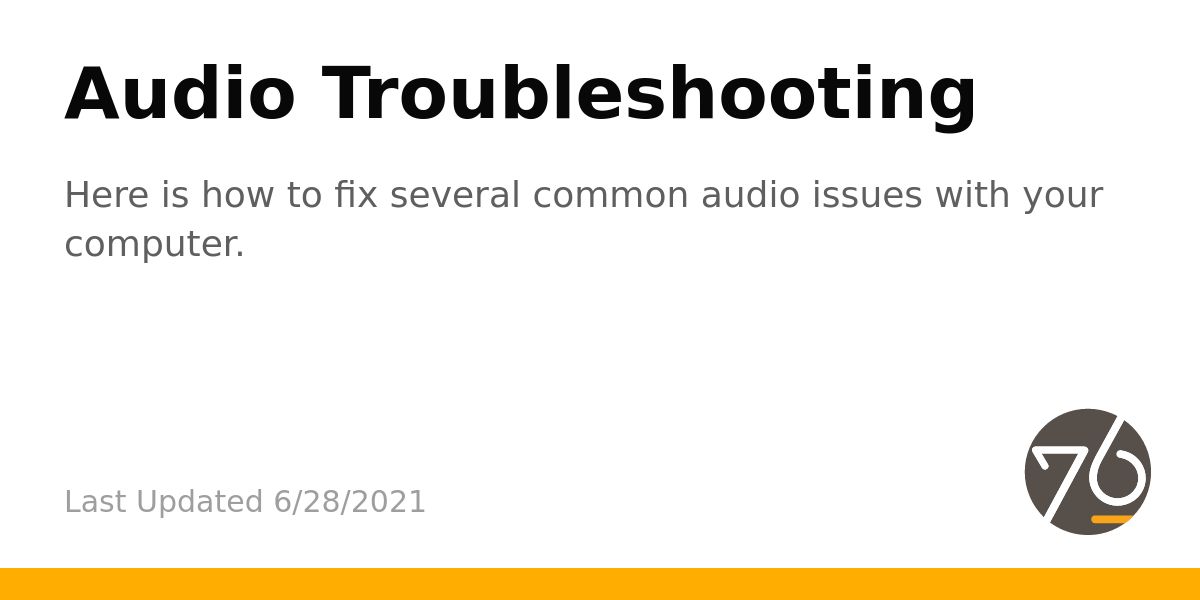 Audio Troubleshooting
Here is how to fix several common audio issues with your
computer.
Last Updated 6/28/2021
76